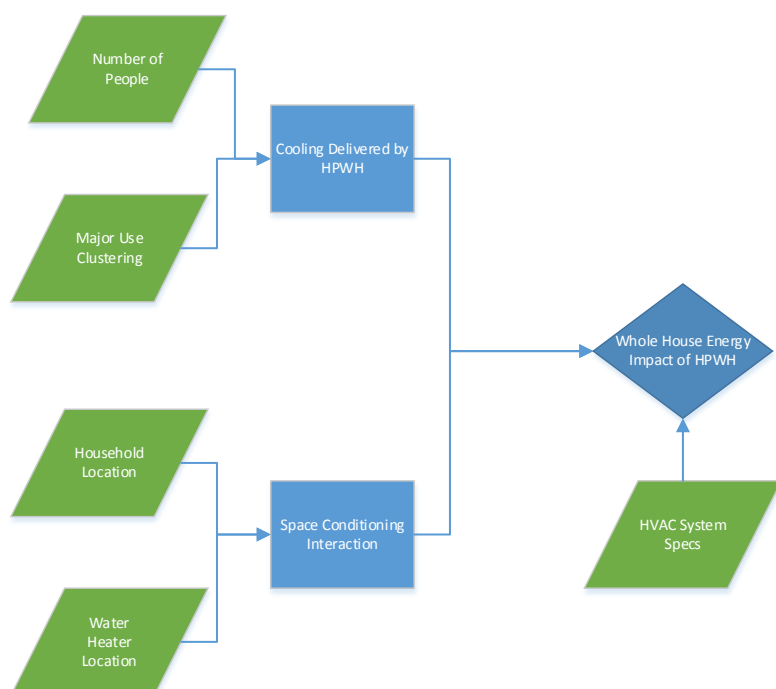 Number of
People
Cooling Delivered by
HPWH
Major Use
Clustering
Whole House Energy
Impact of HPWH
Household
Location
Space Conditioning
Interaction
HVAC System
Specs
Water
Heater
Location